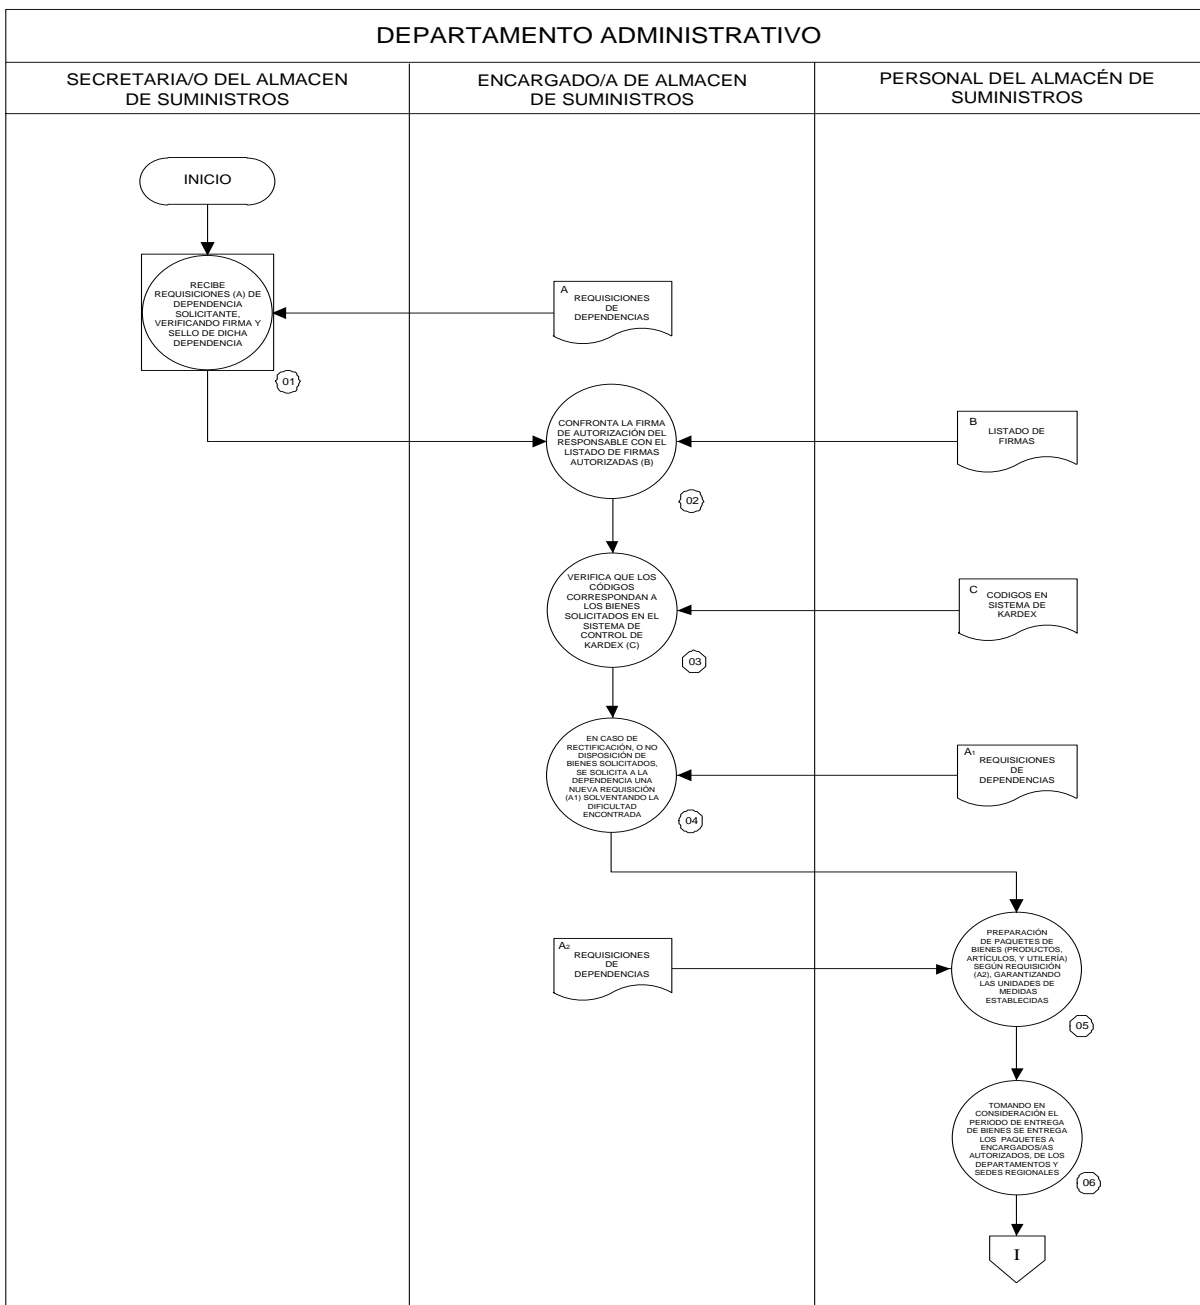 DEPARTAMENTO ADMINISTRATIVO
SECRETARIA/O DEL ALMACEN
DE SUMINISTROS
ENCARGADO/A DE ALMACEN
DE SUMINISTROS
PERSONAL DEL ALMACÉN DE
SUMINISTROS
INICIO
RECIBE
REQUISICIONES (A) DE
DEPENDENCIA
SOLICITANTE,
VERIFICANDO FIRMA Y
SELLO DE DICHA
DEPENDENCIA
01
A
REQUISICIONES
DE
DEPENDENCIAS
CONFRONTA LA FIRMA
DE AUTORIZACIÓN DEL
RESPONSABLE CON EL
LISTADO DE FIRMAS
AUTORIZADAS (B)
02
B
LISTADO DE
FIRMAS
VERIFICA QUE LOS
CÓDIGOS
CORRESPONDAN A
LOS BIENES
SOLICITADOS EN EL
SISTEMA DE
CONTROL DE
KARDEX (C)
03
C
CODIGOS EN
SISTEMA DE
KARDEX
EN CASO DE
RECTIFICACIÓN, O NO
DISPOSICIÓN DE
BIENES SOLICITADOS,
SE SOLICITA A LA
DEPENDENCIA UNA
NUEVA REQUISICIÓN
(A1) SOLVENTANDO LA
DIFICULTAD
ENCONTRADA
04
A1
REQUISICIONES
DE
DEPENDENCIAS
A2
REQUISICIONES
DE
DEPENDENCIAS
PREPARACIÓN
DE PAQUETES DE
BIENES (PRODUCTOS,
ARTÍCULOS, Y UTILERÍA)
SEGÚN REQUISICIÓN
(A2), GARANTIZANDO
LAS UNIDADES DE
MEDIDAS
ESTABLECIDAS
05
TOMANDO EN
CONSIDERACIÓN EL
PERIODO DE ENTREGA
DE BIENES SE ENTREGA
LOS PAQUETES A
ENCARGADOS/AS
AUTORIZADOS, DE LOS
DEPARTAMENTOS Y
SEDES REGIONALES
06
I